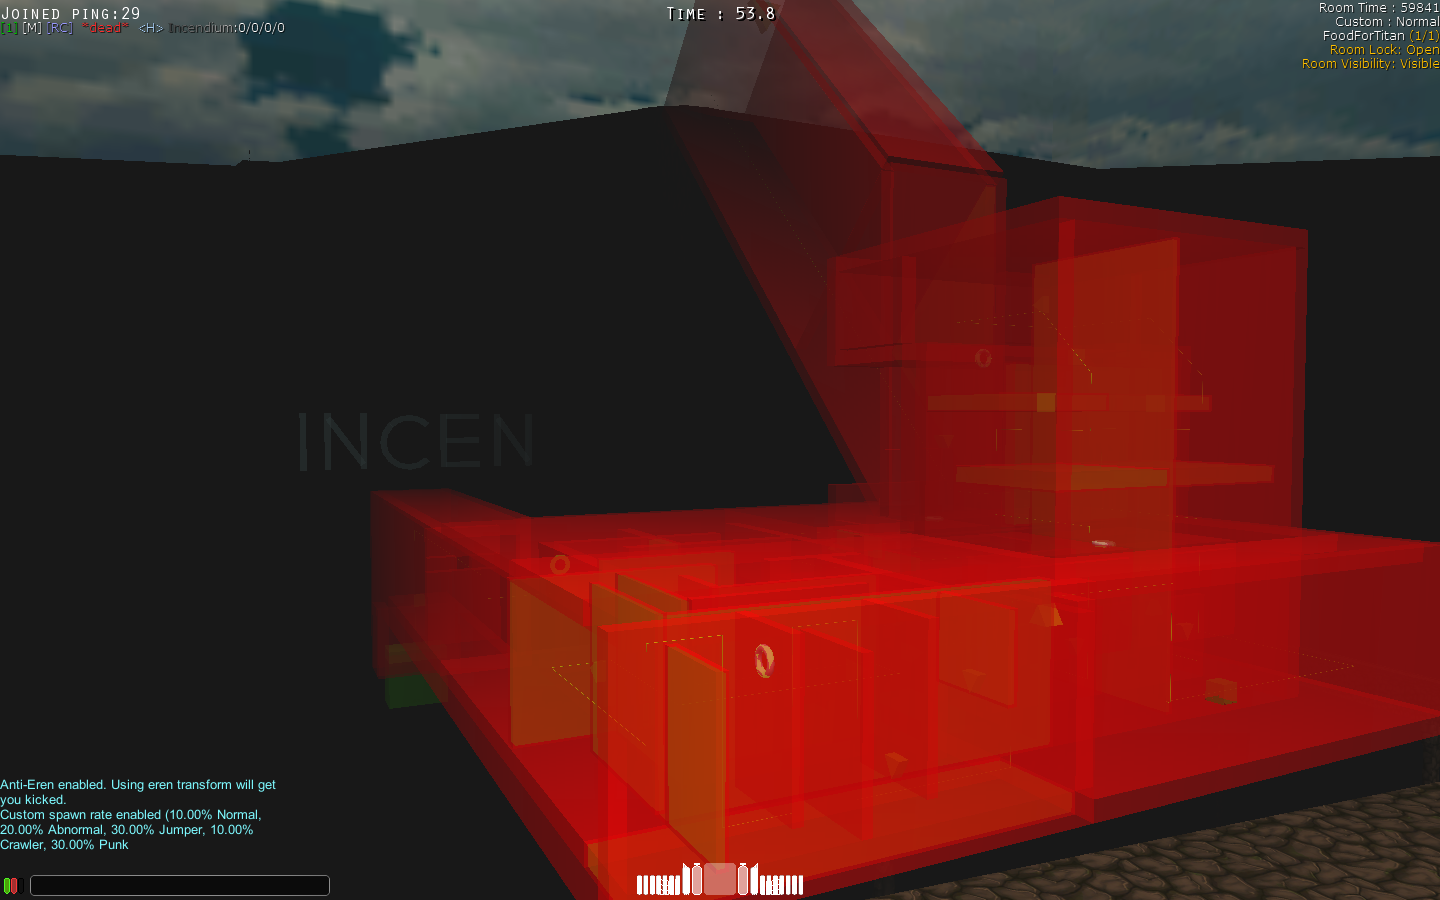 JOINED PING:29
[1] [M] [RC] *dead* <H> Incendium:0/0/0/0
TIME : 53.8
Room Time : 59841
Custom : Normal
FoodForTitan (1/1)
Room Lock: Open
Room Visibility: Visible
INCEN
Anti-Eren enabled. Using eren transform will get
you kicked.
Custom spawn rate enabled (10.00% Normal,
20.00% Abnormal, 30.00% Jumper, 10.00%
Crawler, 30.00% Punk